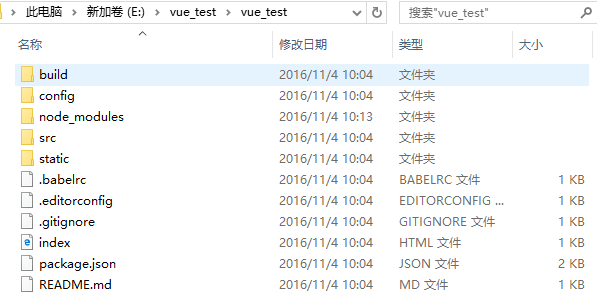 此电脑 > 新加卷 (E:) > vue_test > vue_test
搜索"vue_test"
名称 修改日期 类型 大小
build 2016/11/4 10:04 文件夹
config 2016/11/4 10:04 文件夹
node_modules 2016/11/4 10:13 文件夹
src 2016/11/4 10:04 文件夹
static 2016/11/4 10:04 文件夹
.babelrc 2016/11/4 10:04 BABELRC 文件 1 KB
.editorconfig 2016/11/4 10:04 EDITORCONFIG ... 1 KB
.gitignore 2016/11/4 10:04 GITIGNORE 文件 1 KB
index 2016/11/4 10:04 HTML 文件 1 KB
package.json 2016/11/4 10:04 JSON 文件 2 KB
README.md 2016/11/4 10:04 MD 文件 1 KB